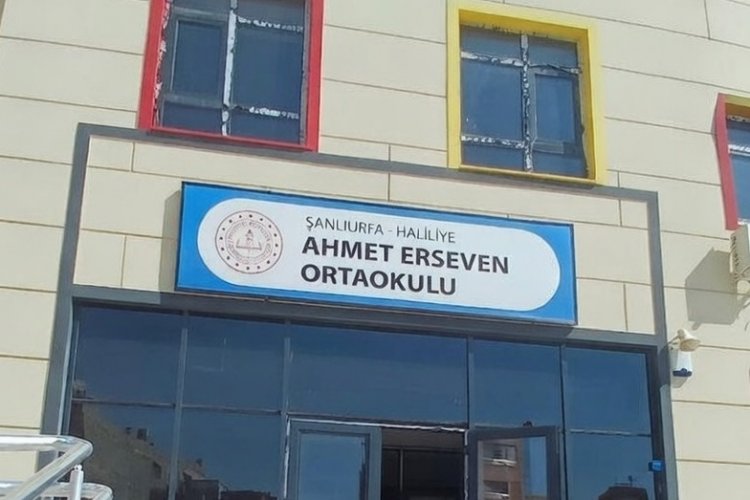 ŞANLIURFA - HALİLİYE
AHMET ERSEVEN
ORTAOKULU